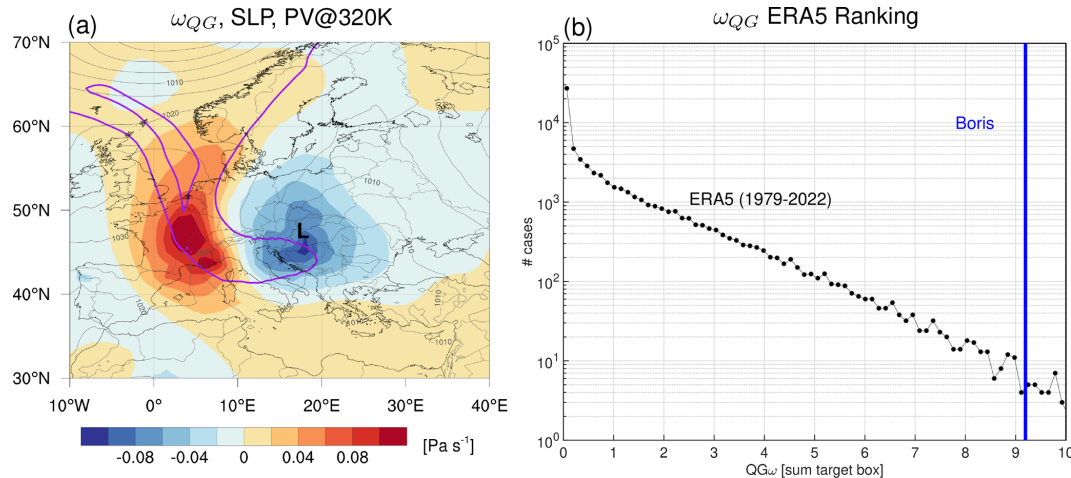 (a)
ω_QG, SLP, PV@320K
70°N
60°N
50°N
40°N
30°N
10°W 0° 10°E 20°E 30°E 40°E
1010
1020
1010
1030
1010
1010
1010
1010
L
-0.08 -0.04 0 0.04 0.08 [Pa s⁻¹]
(b)
ω_QG ERA5 Ranking
10⁵
10⁴
10³
10²
10¹
10⁰
# cases
Boris
ERA5 (1979-2022)
0 1 2 3 4 5 6 7 8 9 10
QGω [sum target box]